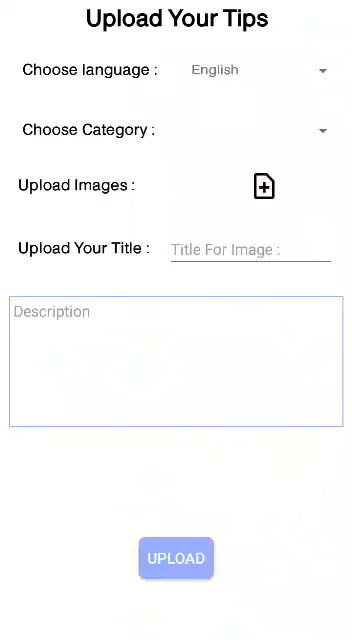 Upload Your Tips
Choose language : English
Choose Category :
Upload Images :
Upload Your Title : Title For Image :
Description
UPLOAD